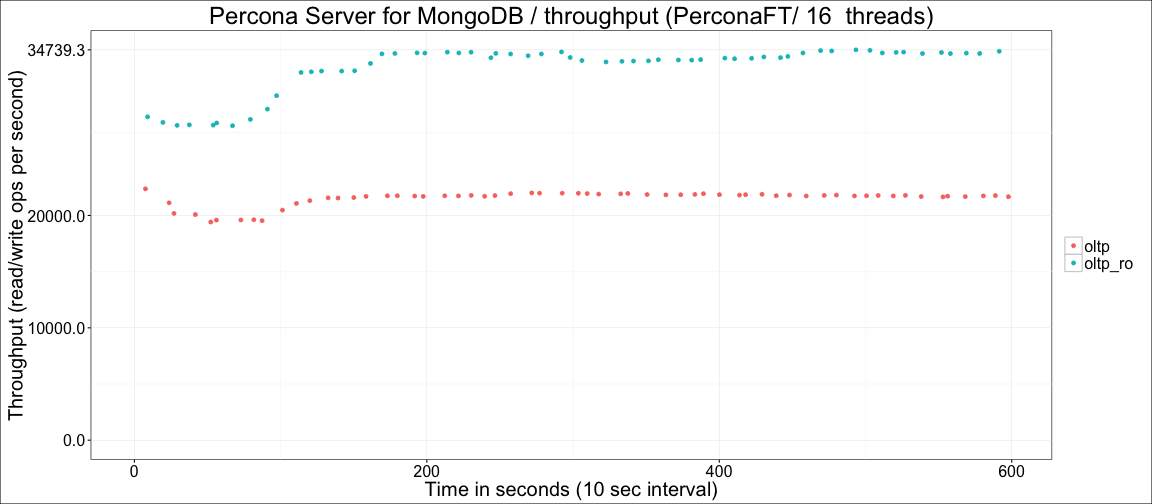 Percona Server for MongoDB / throughput (PerconaFT/ 16  threads)
Throughput (read/write ops per second)
34739.3
20000.0
10000.0
0.0
0
200
400
600
Time in seconds (10 sec interval)
oltp
oltp_ro